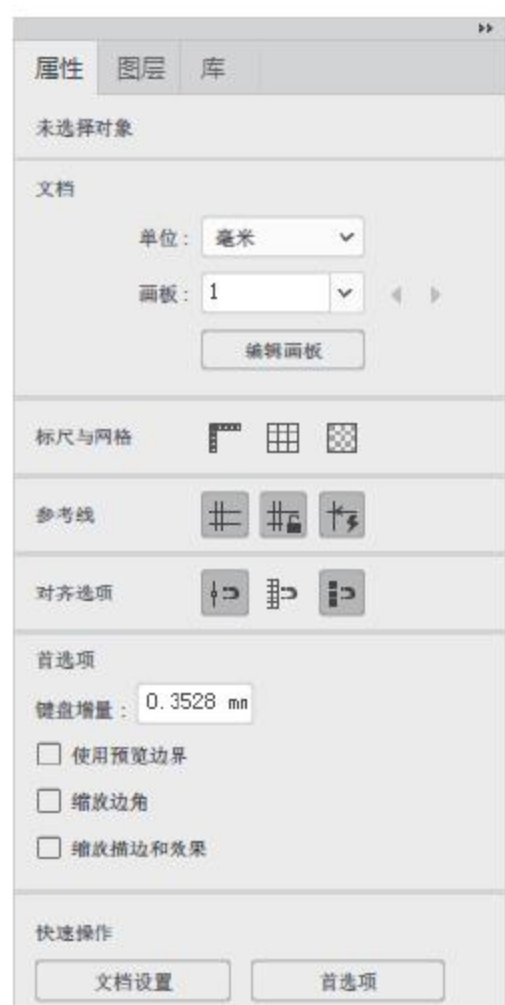 属性 图层 库
未选择对象
文档
单位: 毫米
画板: 1
编辑画板
标尺与网格
参考线
对齐选项
首选项
键盘增量: 0.3528 mm
使用预览边界
缩放边角
缩放描边和效果
快速操作
文档设置 首选项